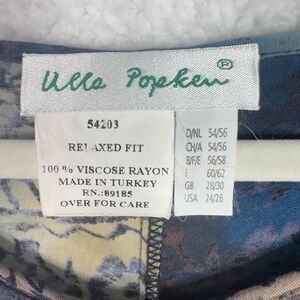 Ulla Popken®
54203
RELAXED FIT
100 % VISCOSE RAYON
MADE IN TURKEY
RN.:89185
OVER FOR CARE
D/NL 54/56
CH/A 54/56
B/F/E 56/58
I 60/62
GB 28/30
USA 24/26